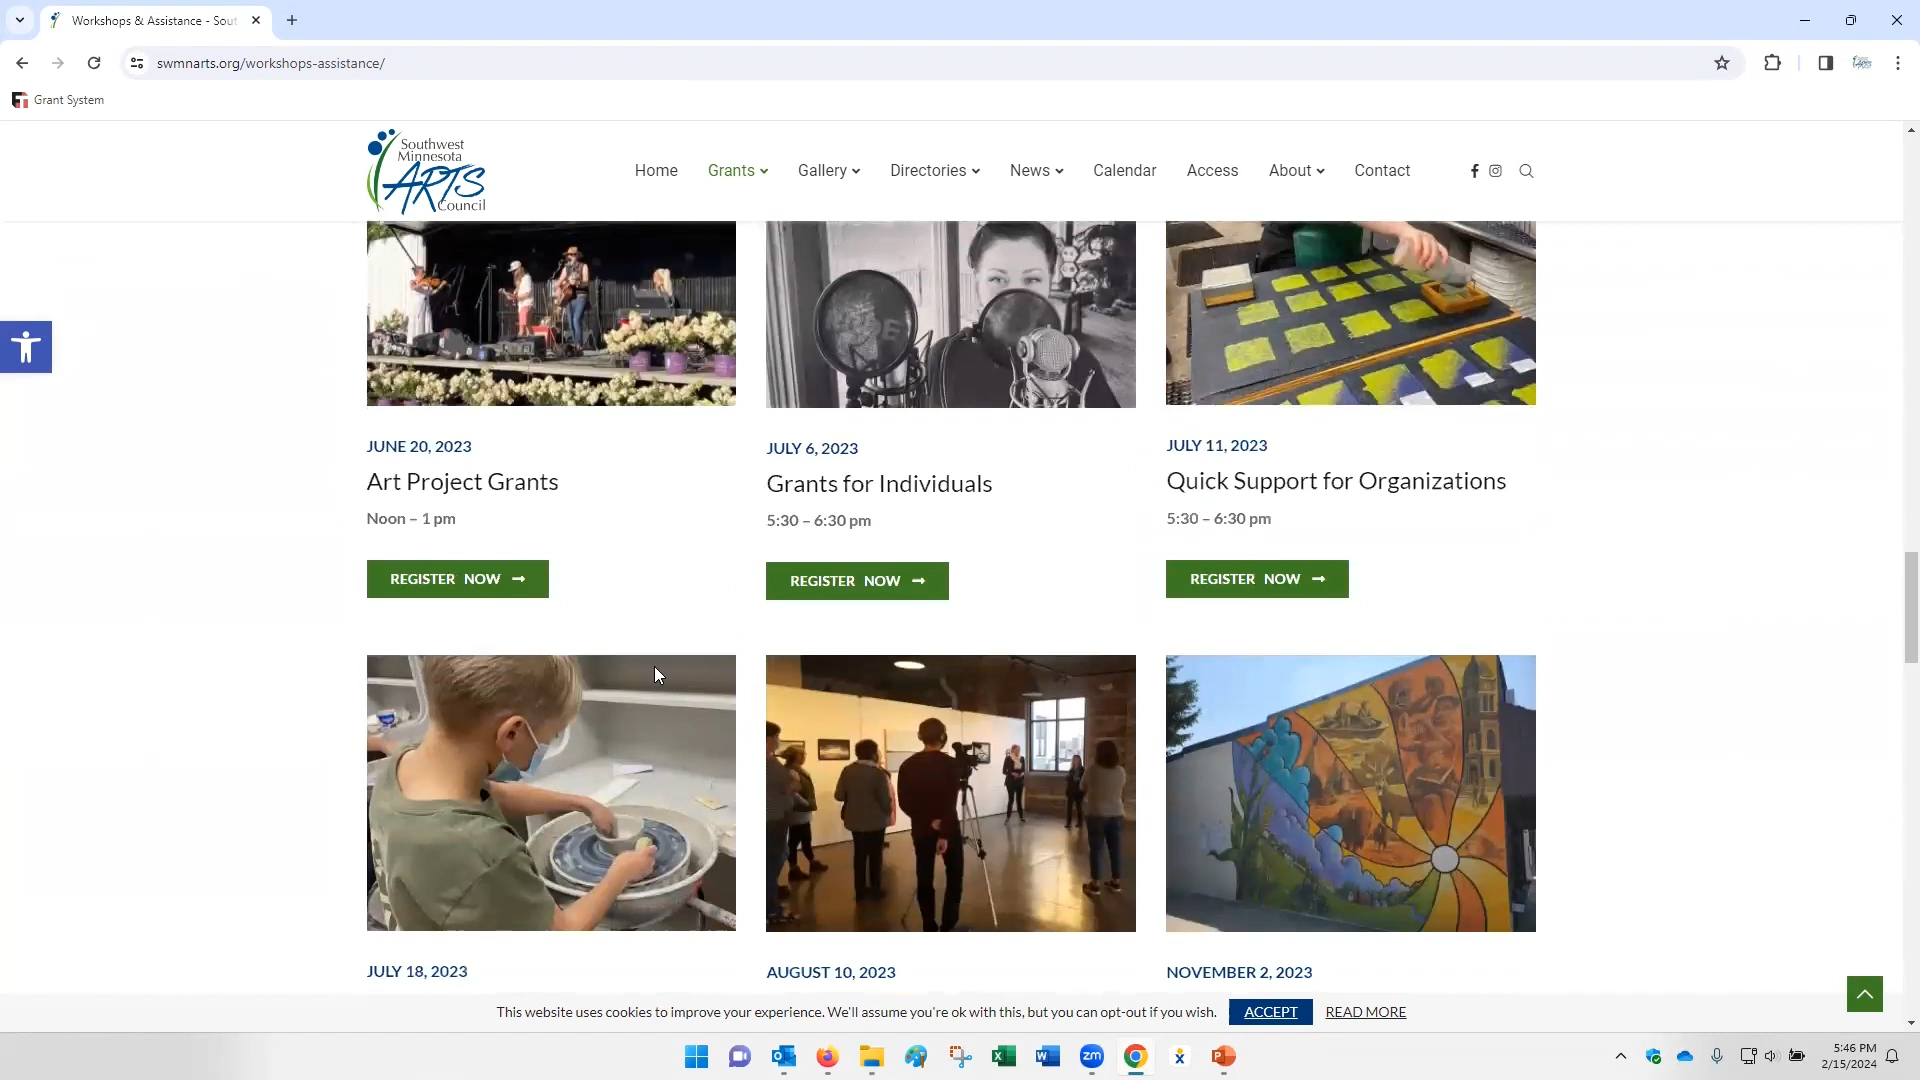 Workshops & Assistance - Sout
swmnarts.org/workshops-assistance/
Grant System
Southwest
Minnesota
ARTS
Council
Home
Grants
Gallery
Directories
News
Calendar
Access
About
Contact
JUNE 20, 2023
Art Project Grants
Noon – 1 pm
REGISTER NOW
JULY 6, 2023
Grants for Individuals
5:30 – 6:30 pm
REGISTER NOW
JULY 11, 2023
Quick Support for Organizations
5:30 – 6:30 pm
REGISTER NOW
JULY 18, 2023
AUGUST 10, 2023
NOVEMBER 2, 2023
This website uses cookies to improve your experience. We'll assume you're ok with this, but you can opt-out if you wish.
ACCEPT
READ MORE
zm
5:46 PM
2/15/2024